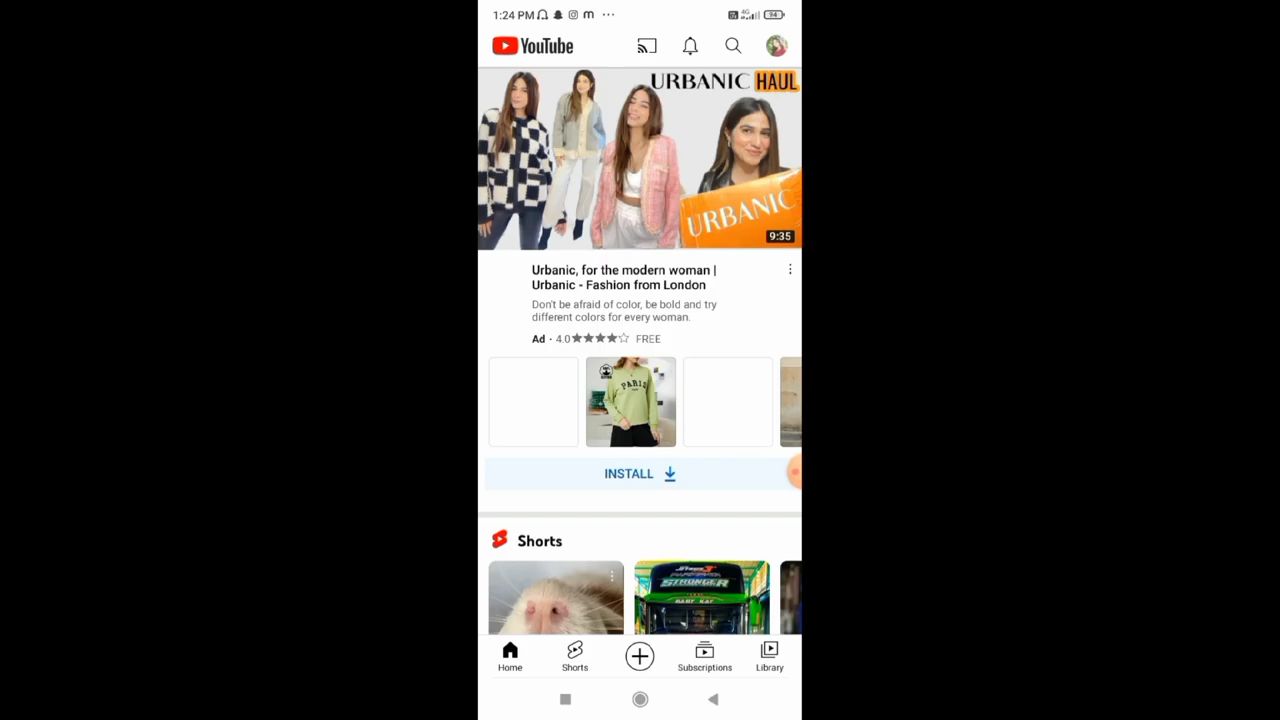 1:24 PM
4G
94
YouTube
URBANIC HAUL
URBANIC
9:35
Urbanic, for the modern woman |
Urbanic - Fashion from London
Don't be afraid of color, be bold and try
different colors for every woman.
Ad · 4.0 FREE
PARIS
INSTALL
Shorts
STRONGER
Home
Shorts
Subscriptions
Library